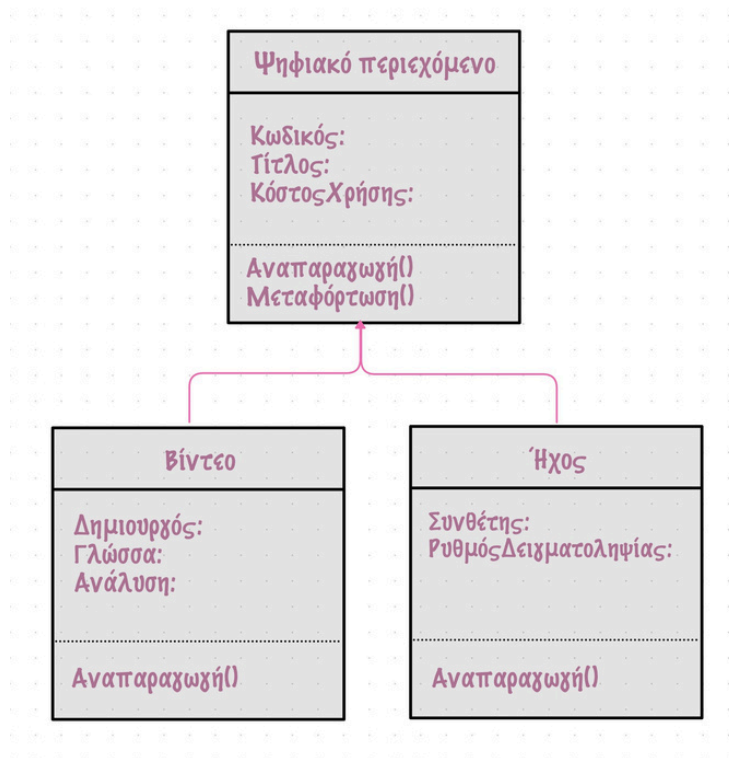 Ψηφιακό περιεχόμενο
Κωδικός:
Τίτλος:
ΚόστοςΧρήσης:
Αναπαραγωγή()
Μεταφόρτωση()
Βίντεο
Δημιουργός:
Γλώσσα:
Ανάλυση:
Αναπαραγωγή()
Ήχος
Συνθέτης:
ΡυθμόςΔειγματοληψίας:
Αναπαραγωγή()